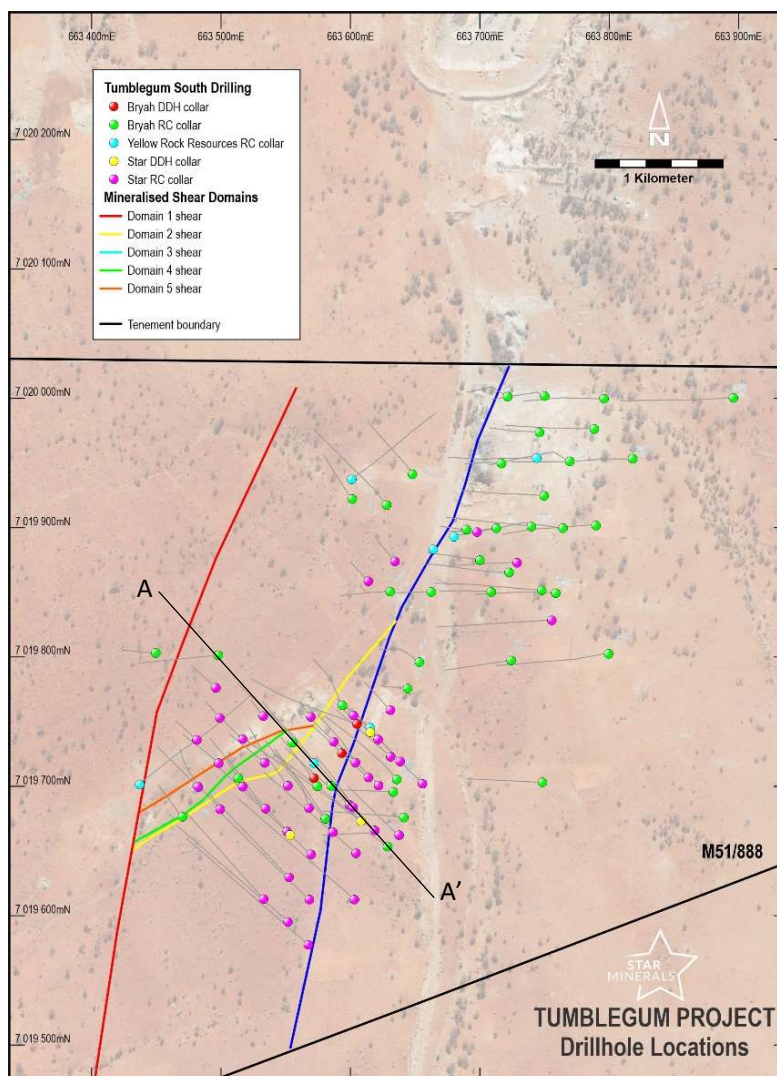 663 400mE 663 500mE 663 600mE 663 700mE 663 800mE 663 900mE
Tumblegum South Drilling
Bryah DDH collar
Bryah RC collar
Yellow Rock Resources RC collar
Star DDH collar
Star RC collar
Mineralised Shear Domains
Domain 1 shear
Domain 2 shear
Domain 3 shear
Domain 4 shear
Domain 5 shear
Tenement boundary
N
1 Kilometer
7 020 200mN
7 020 100mN
7 020 000mN
7 019 900mN
7 019 800mN
7 019 700mN
7 019 600mN
7 019 500mN
A
A'
M51/888
STAR
MINERALS
TUMBLEGUM PROJECT
Drillhole Locations